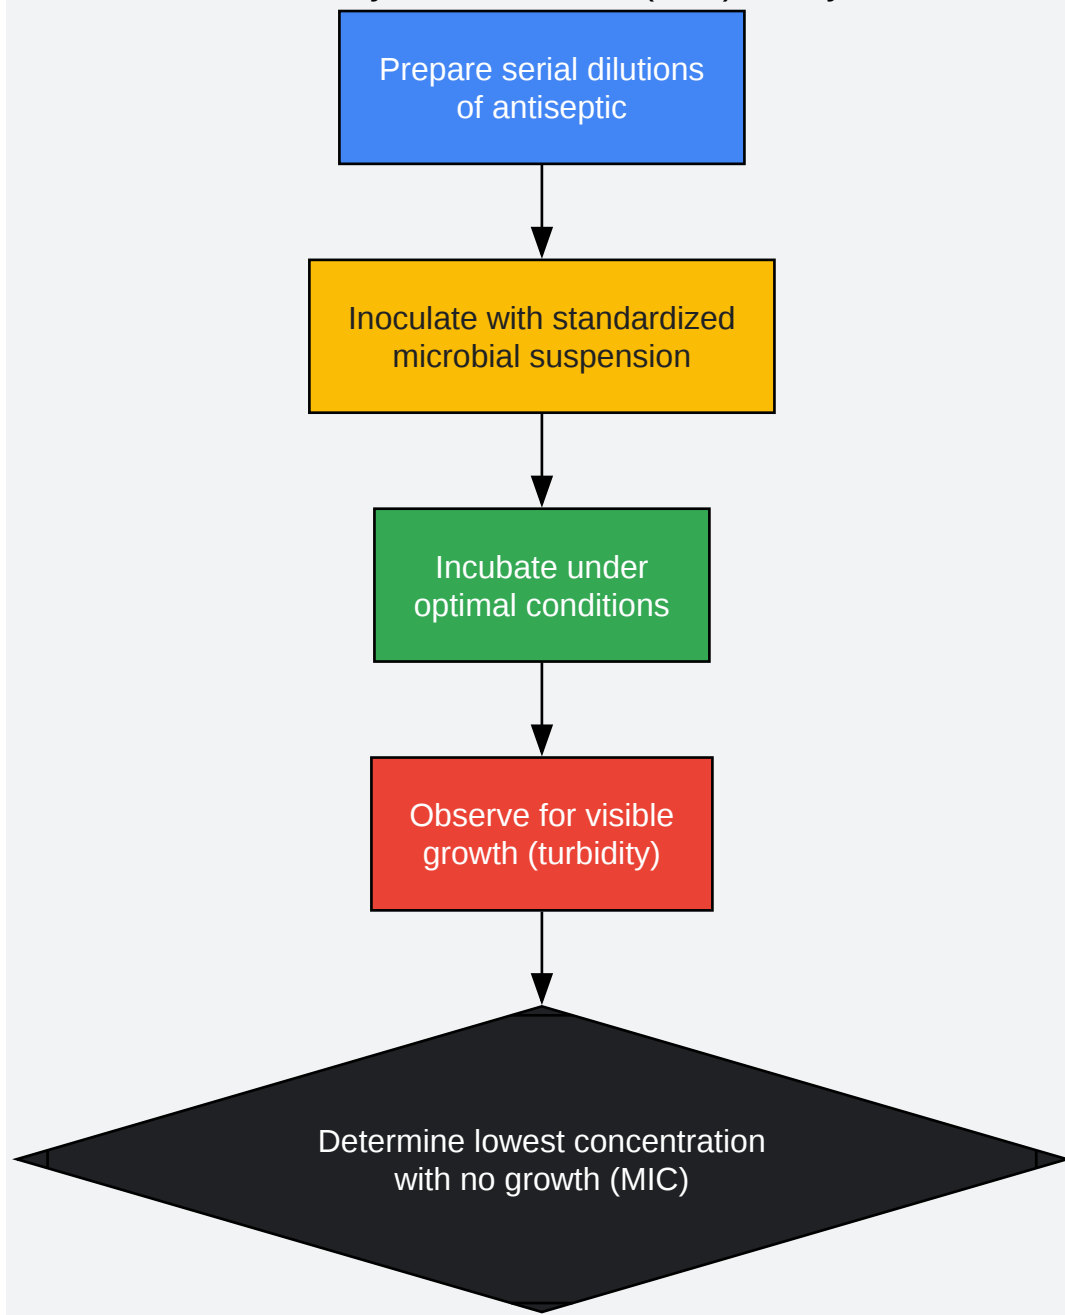 Prepare serial dilutions
of antiseptic
Inoculate with standardized
microbial suspension
Incubate under
optimal conditions
Observe for visible
growth (turbidity)
Determine lowest concentration
with no growth (MIC)